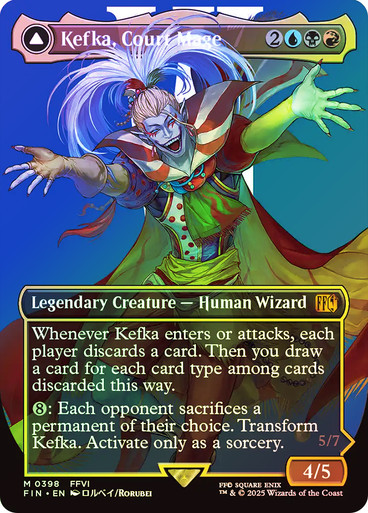 Kefka, Court Mage 2
Legendary Creature — Human Wizard
Whenever Kefka enters or attacks, each
player discards a card. Then you draw
a card for each card type among cards
discarded this way.
8: Each opponent sacrifices a
permanent of their choice. Transform
Kefka. Activate only as a sorcery.
5/7
4/5
M 0398 FFVI
FIN • EN ロルベイ/RORUBEI
FF© SQUARE ENIX
™ & © 2025 Wizards of the Coast